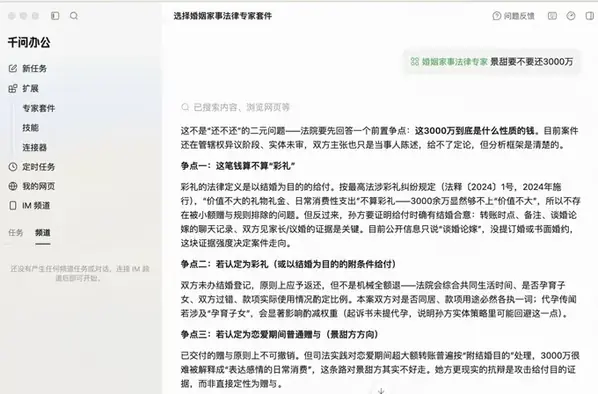 选择婚姻家事法律专家套件
问题反馈
千问办公
新任务
扩展
专家套件
技能
连接器
定时任务
我的网页
IM 频道
任务 频道
还没有产生任何频道任务或对话，连接 IM 频
道后即可开始。
婚姻家事法律专家 景甜要不要还3000万
已搜索内容、浏览网页等
这不是“还不还”的二元问题——法院要先回答一个前置争点：这3000万到底是什么性质的钱。目前案件
还在管辖权异议阶段、实体未审，双方主张也只是当事人陈述，给不了定论，但分析框架是清楚的。
争点一：这笔钱算不算“彩礼”
彩礼的法律定义是以结婚为目的的给付。按最高法涉彩礼纠纷规定（法释〔2024〕1号，2024年施
行），“价值不大的礼物礼金、日常消费性支出”不算彩礼——3000余万显然够不上“价值不大”，所以不存
在被小额赠与规则排除的问题。但反过来，孙方要证明给付时确有结婚合意：转账时点、备注、谈婚论
嫁的聊天记录、双方见家长/议婚的证据是关键。目前公开信息只说“谈婚论嫁”，没提订婚或书面婚约，
这块证据强度决定案件走向。
争点二：若认定为彩礼（或以结婚为目的的附条件给付）
双方未办结婚登记，原则上应予返还，但不是机械全额退——法院会综合共同生活时间、是否孕育子
女、双方过错、款项实际使用情况酌定比例。本案双方对是否同居、款项用途必然各执一词；代孕传闻
若涉及“孕育子女”，会显著影响酌减权重（起诉书未提代孕，说明孙方实体策略里可能回避这一点）。
争点三：若认定为恋爱期间普通赠与（景甜方方向）
已交付的赠与原则上不可撤销。但司法实践对恋爱期间超大额转账普遍按“附结婚目的”处理，3000万很
难被解释成“表达感情的日常消费”，这条路对景甜方其实不好走。她方更现实的抗辩是攻击给付目的证
据，而非直接定性为赠与。